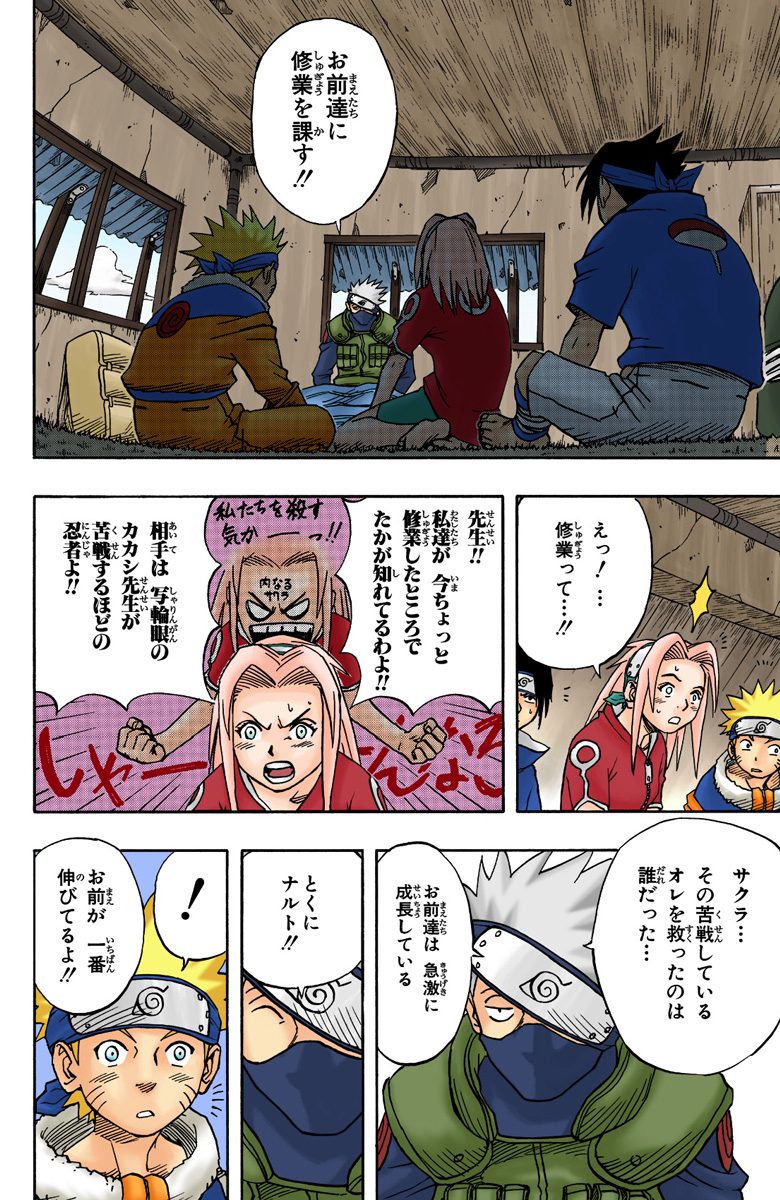 お前達に
修業を課す!!
えっ!…
修業って…!!
先生!!
私達が 今ちょっと
修業したところで
たかが知れてるわよ!!
私たちを殺す
気かーーっ!!
内なる
サクラ
相手は 写輪眼の
カカシ先生が
苦戦するほどの
忍者よ!!
しゃーんなろ
サクラ…
その苦戦している
オレを救ったのは
誰だった…
お前達は 急激に
成長している
とくに
ナルト!!
!
お前が 一番
伸びてるよ!!